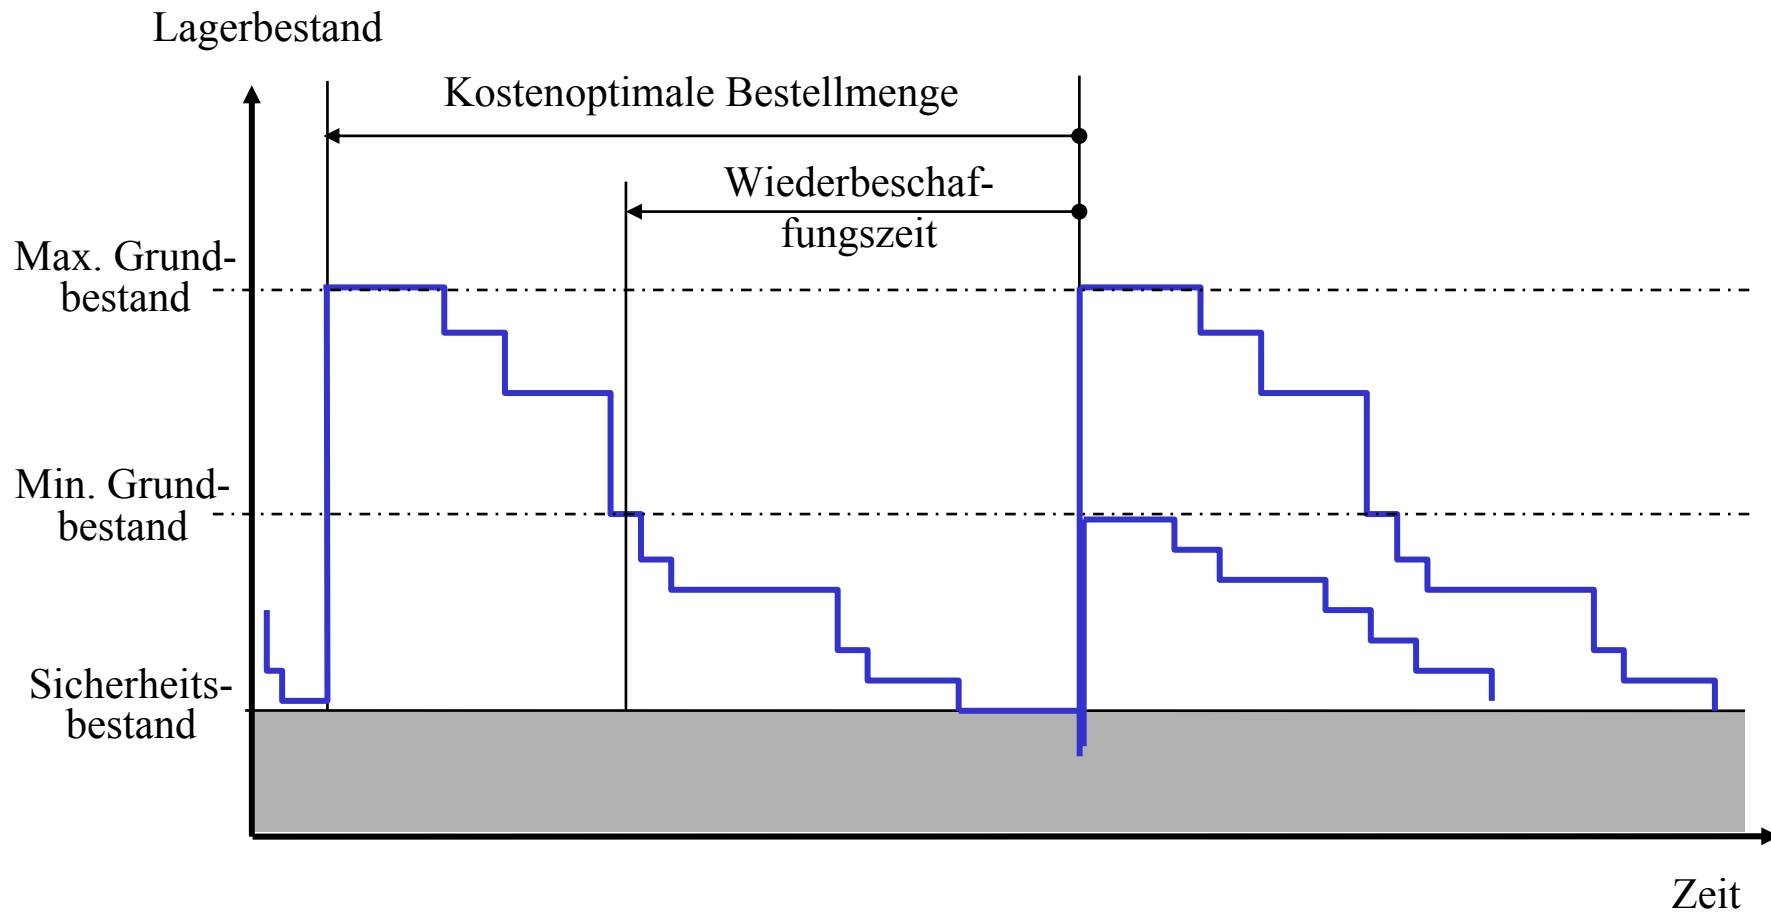 Lagerbestand
Kostenoptimale Bestellmenge
Wiederbeschaf-
fungszeit
Max. Grund-
bestand
Min. Grund-
bestand
Sicherheits-
bestand
Zeit